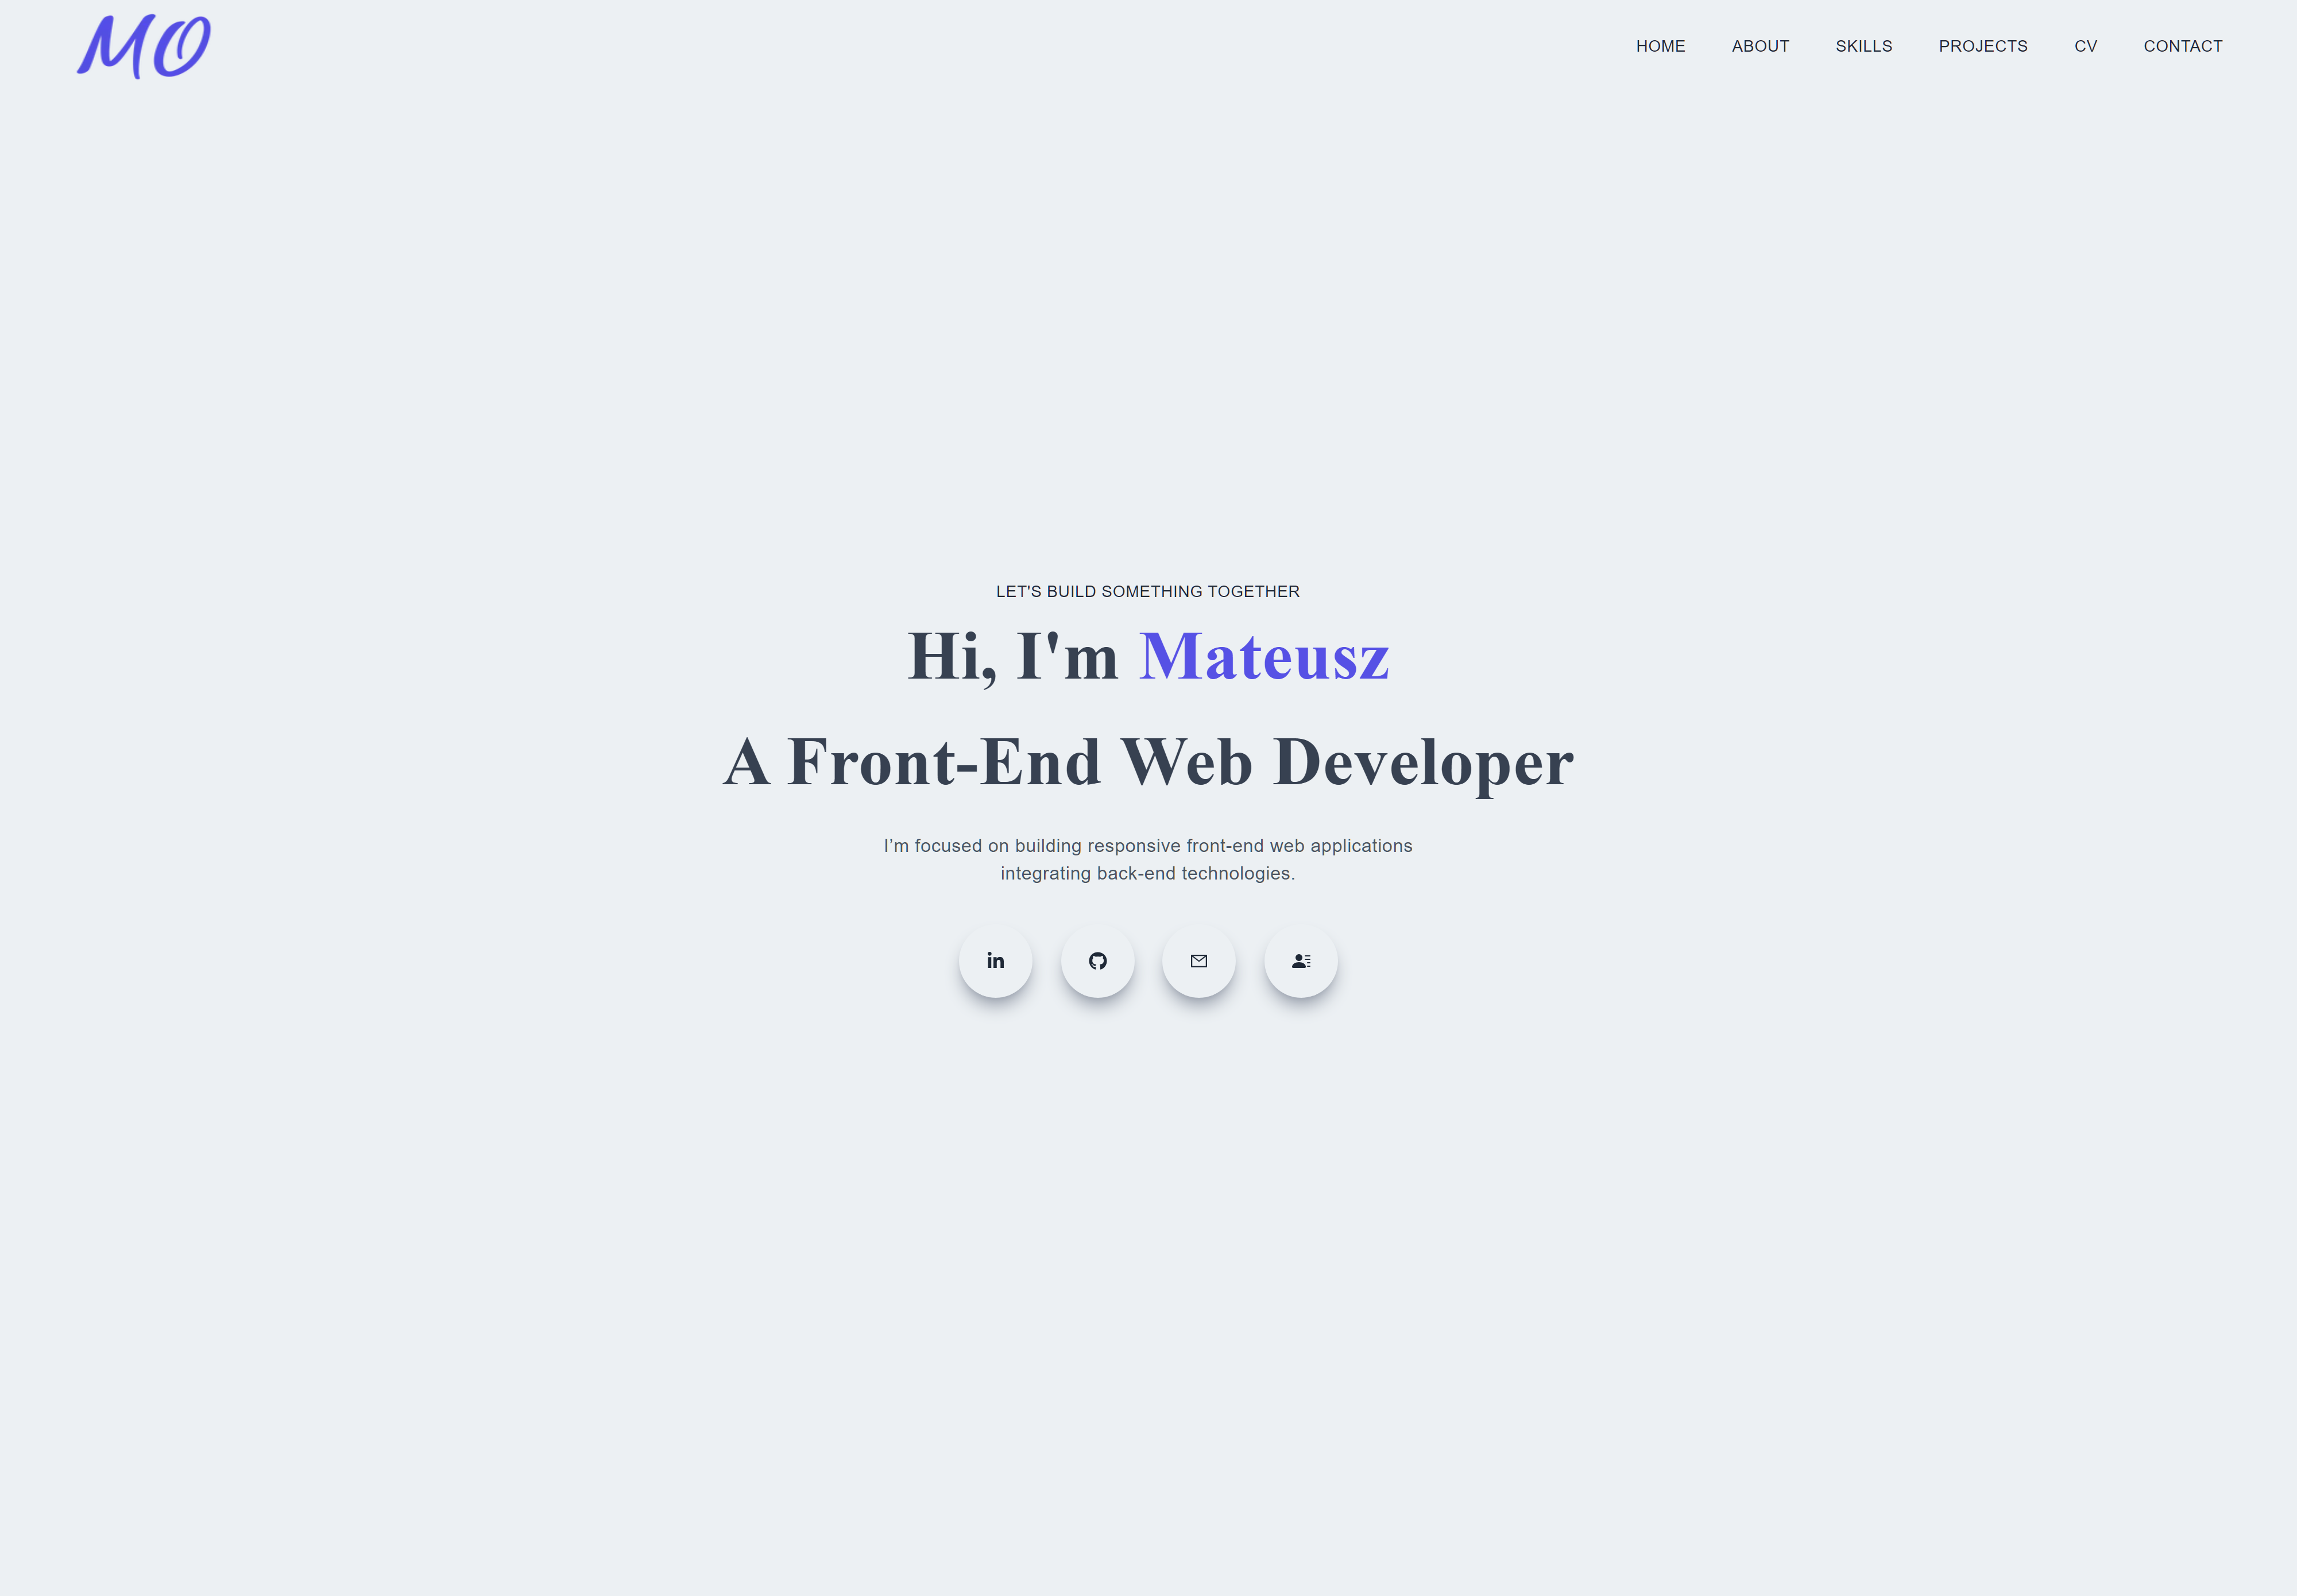 MO
HOME ABOUT SKILLS PROJECTS CV CONTACT
LET'S BUILD SOMETHING TOGETHER
Hi, I'm Mateusz
A Front-End Web Developer
I’m focused on building responsive front-end web applications
integrating back-end technologies.
in